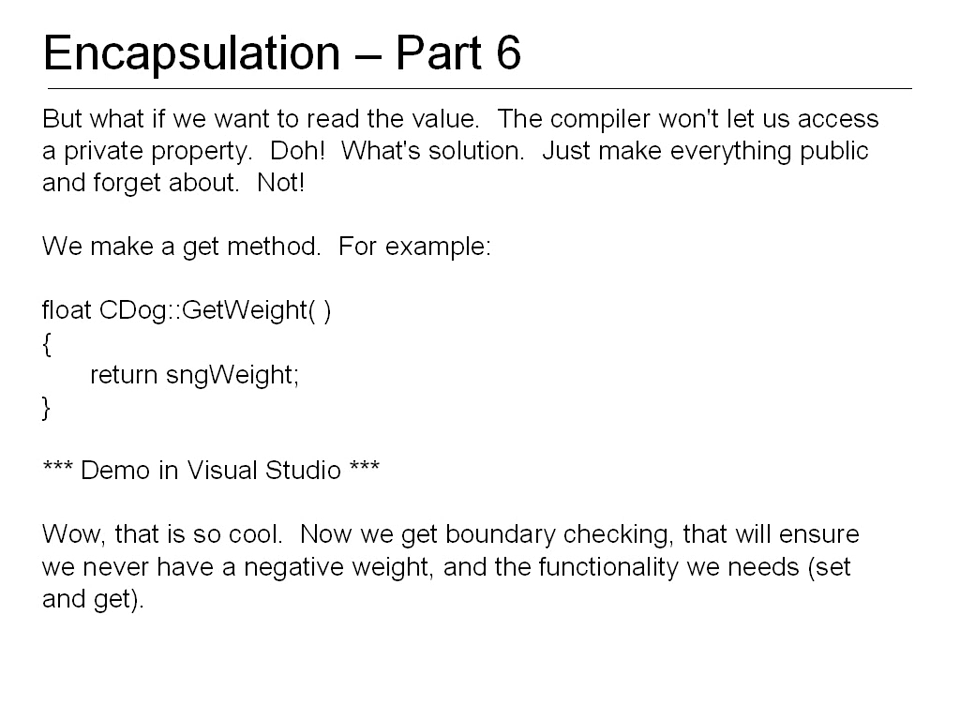 Encapsulation – Part 6
But what if we want to read the value.  The compiler won't let us access
a private property.  Doh!  What's solution.  Just make everything public
and forget about.  Not!
We make a get method.  For example:
float CDog::GetWeight( )
{
return sngWeight;
}
*** Demo in Visual Studio ***
Wow, that is so cool.  Now we get boundary checking, that will ensure
we never have a negative weight, and the functionality we needs (set
and get).